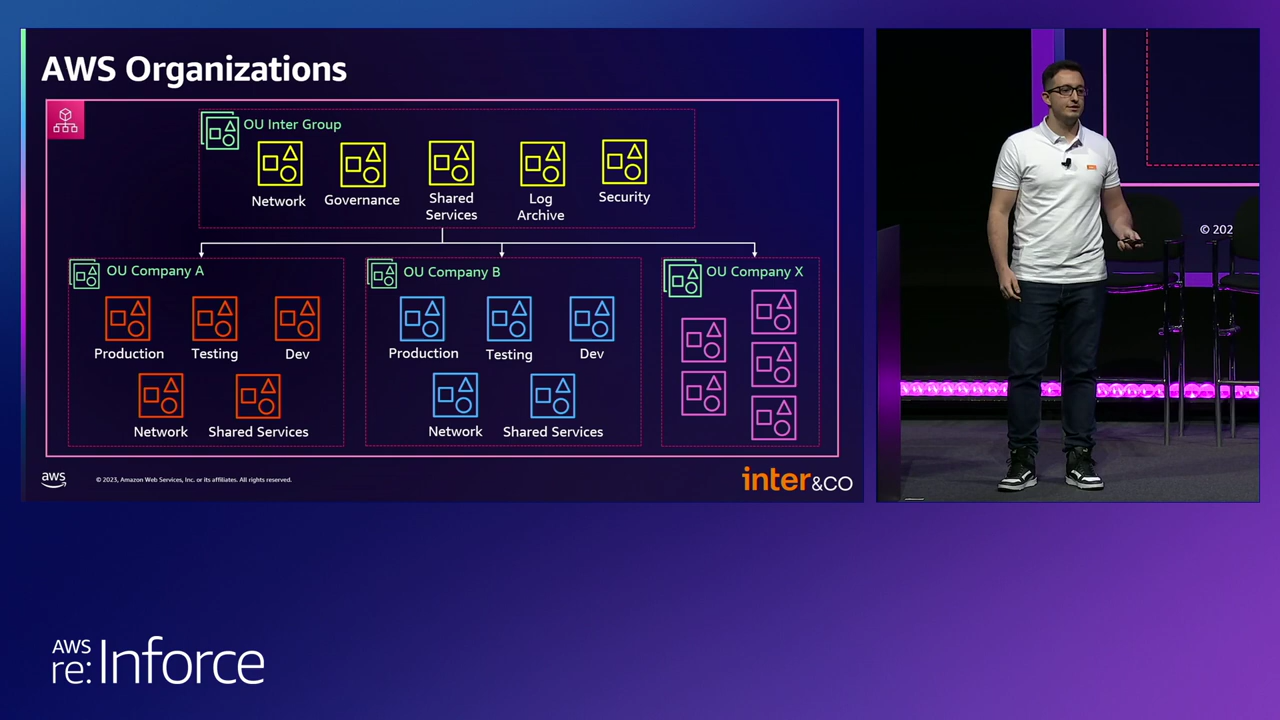 AWS Organizations
OU Inter Group
Network
Governance
Shared
Services
Log
Archive
Security
OU Company A
Production
Testing
Dev
Network
Shared Services
OU Company B
Production
Testing
Dev
Network
Shared Services
OU Company X
aws
© 2023, Amazon Web Services, Inc. or its affiliates. All rights reserved.
inter&CO
© 202
AWS
re:Inforce